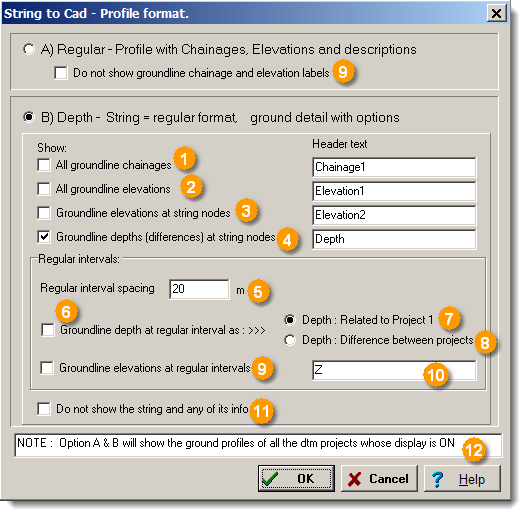 String to Cad - Profile format.
A) Regular - Profile with Chainages, Elevations and descriptions
Do not show groundline chainage and elevation labels 9
B) Depth - String = regular format, ground detail with options
Show: Header text
All groundline chainages 1 Chainage1
All groundline elevations 2 Elevation1
Groundline elevations at string nodes 3 Elevation2
Groundline depths (differences) at string nodes 4 Depth
Regular intervals:
Regular interval spacing 20 m 5
6
Groundline depth at regular interval as : >>> Depth : Related to Project 1 7
Depth : Difference between projects 8
Groundline elevations at regular intervals 9 Z 10
Do not show the string and any of its info 11
NOTE : Option A & B will show the ground profiles of all the dtm projects whose display is ON 12
OK Cancel ? Help